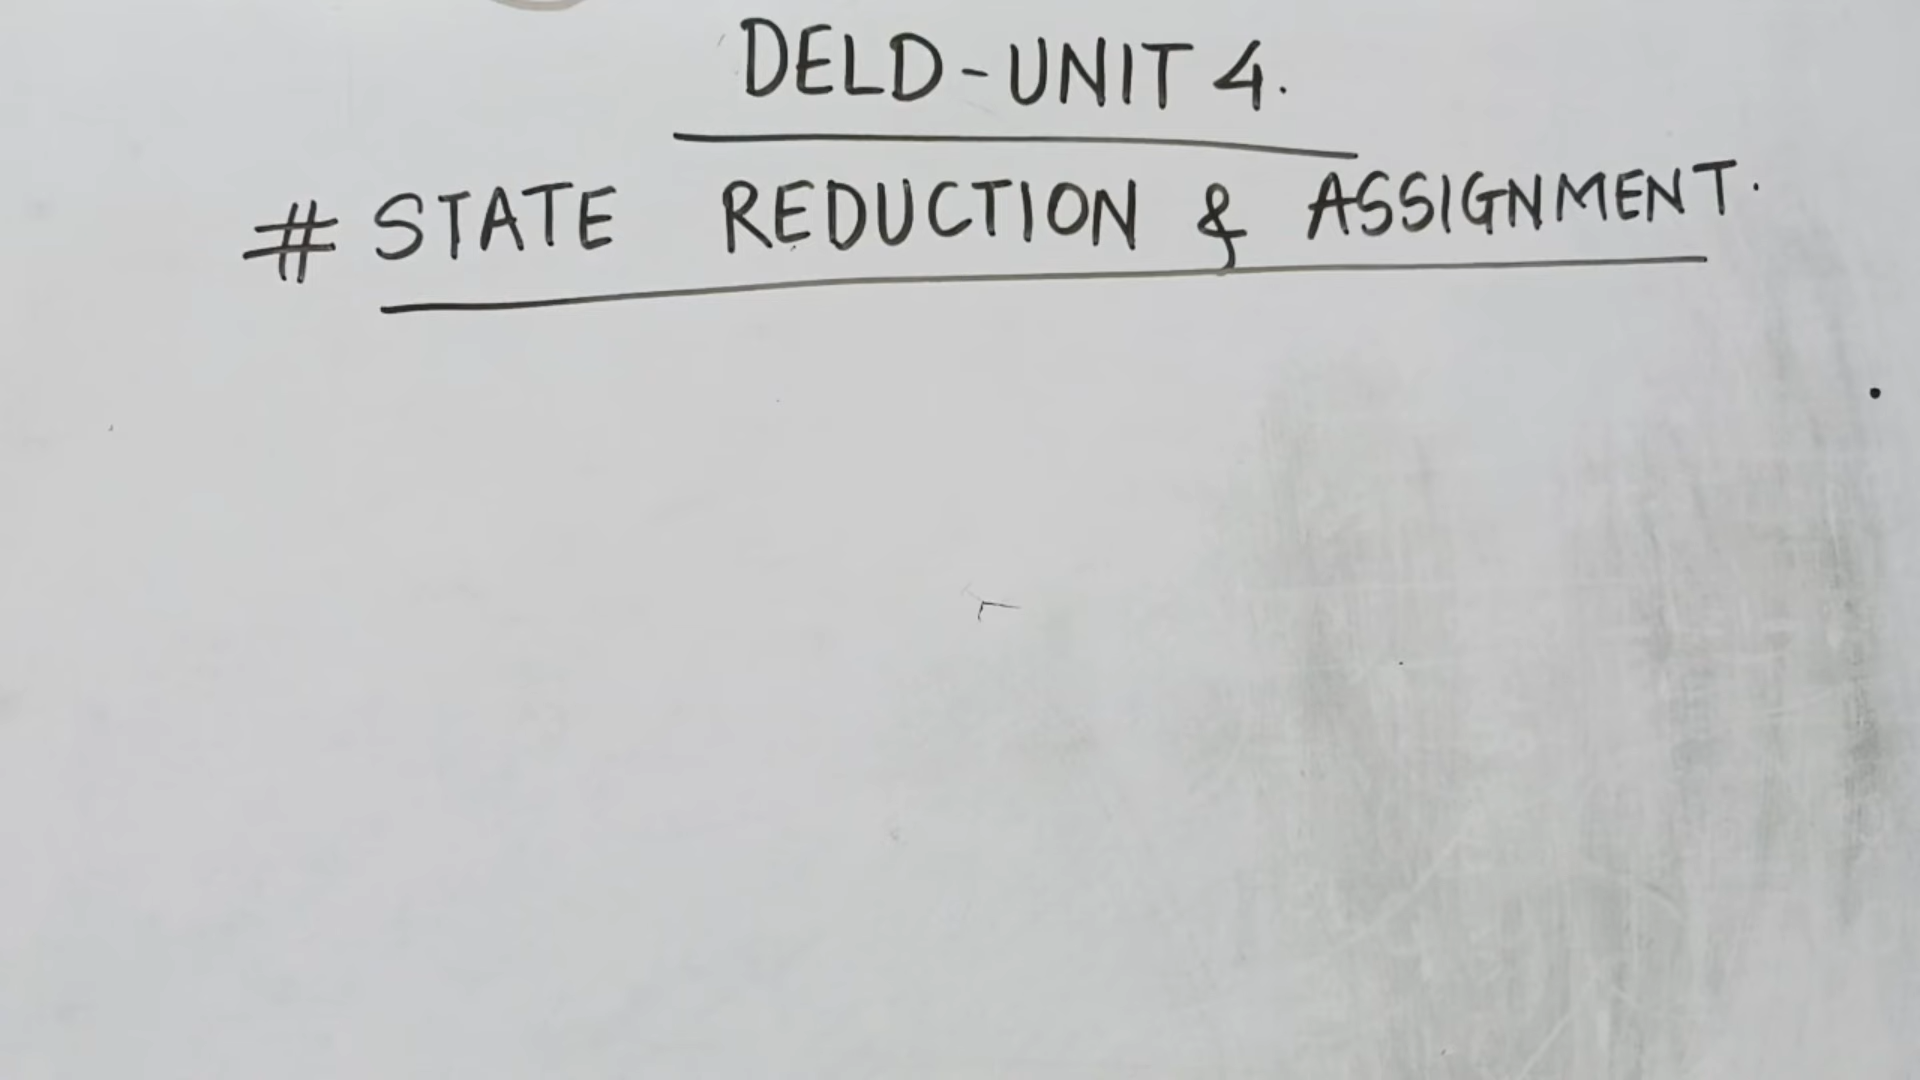 DELD-UNIT 4.
# STATE REDUCTION & ASSIGNMENT.